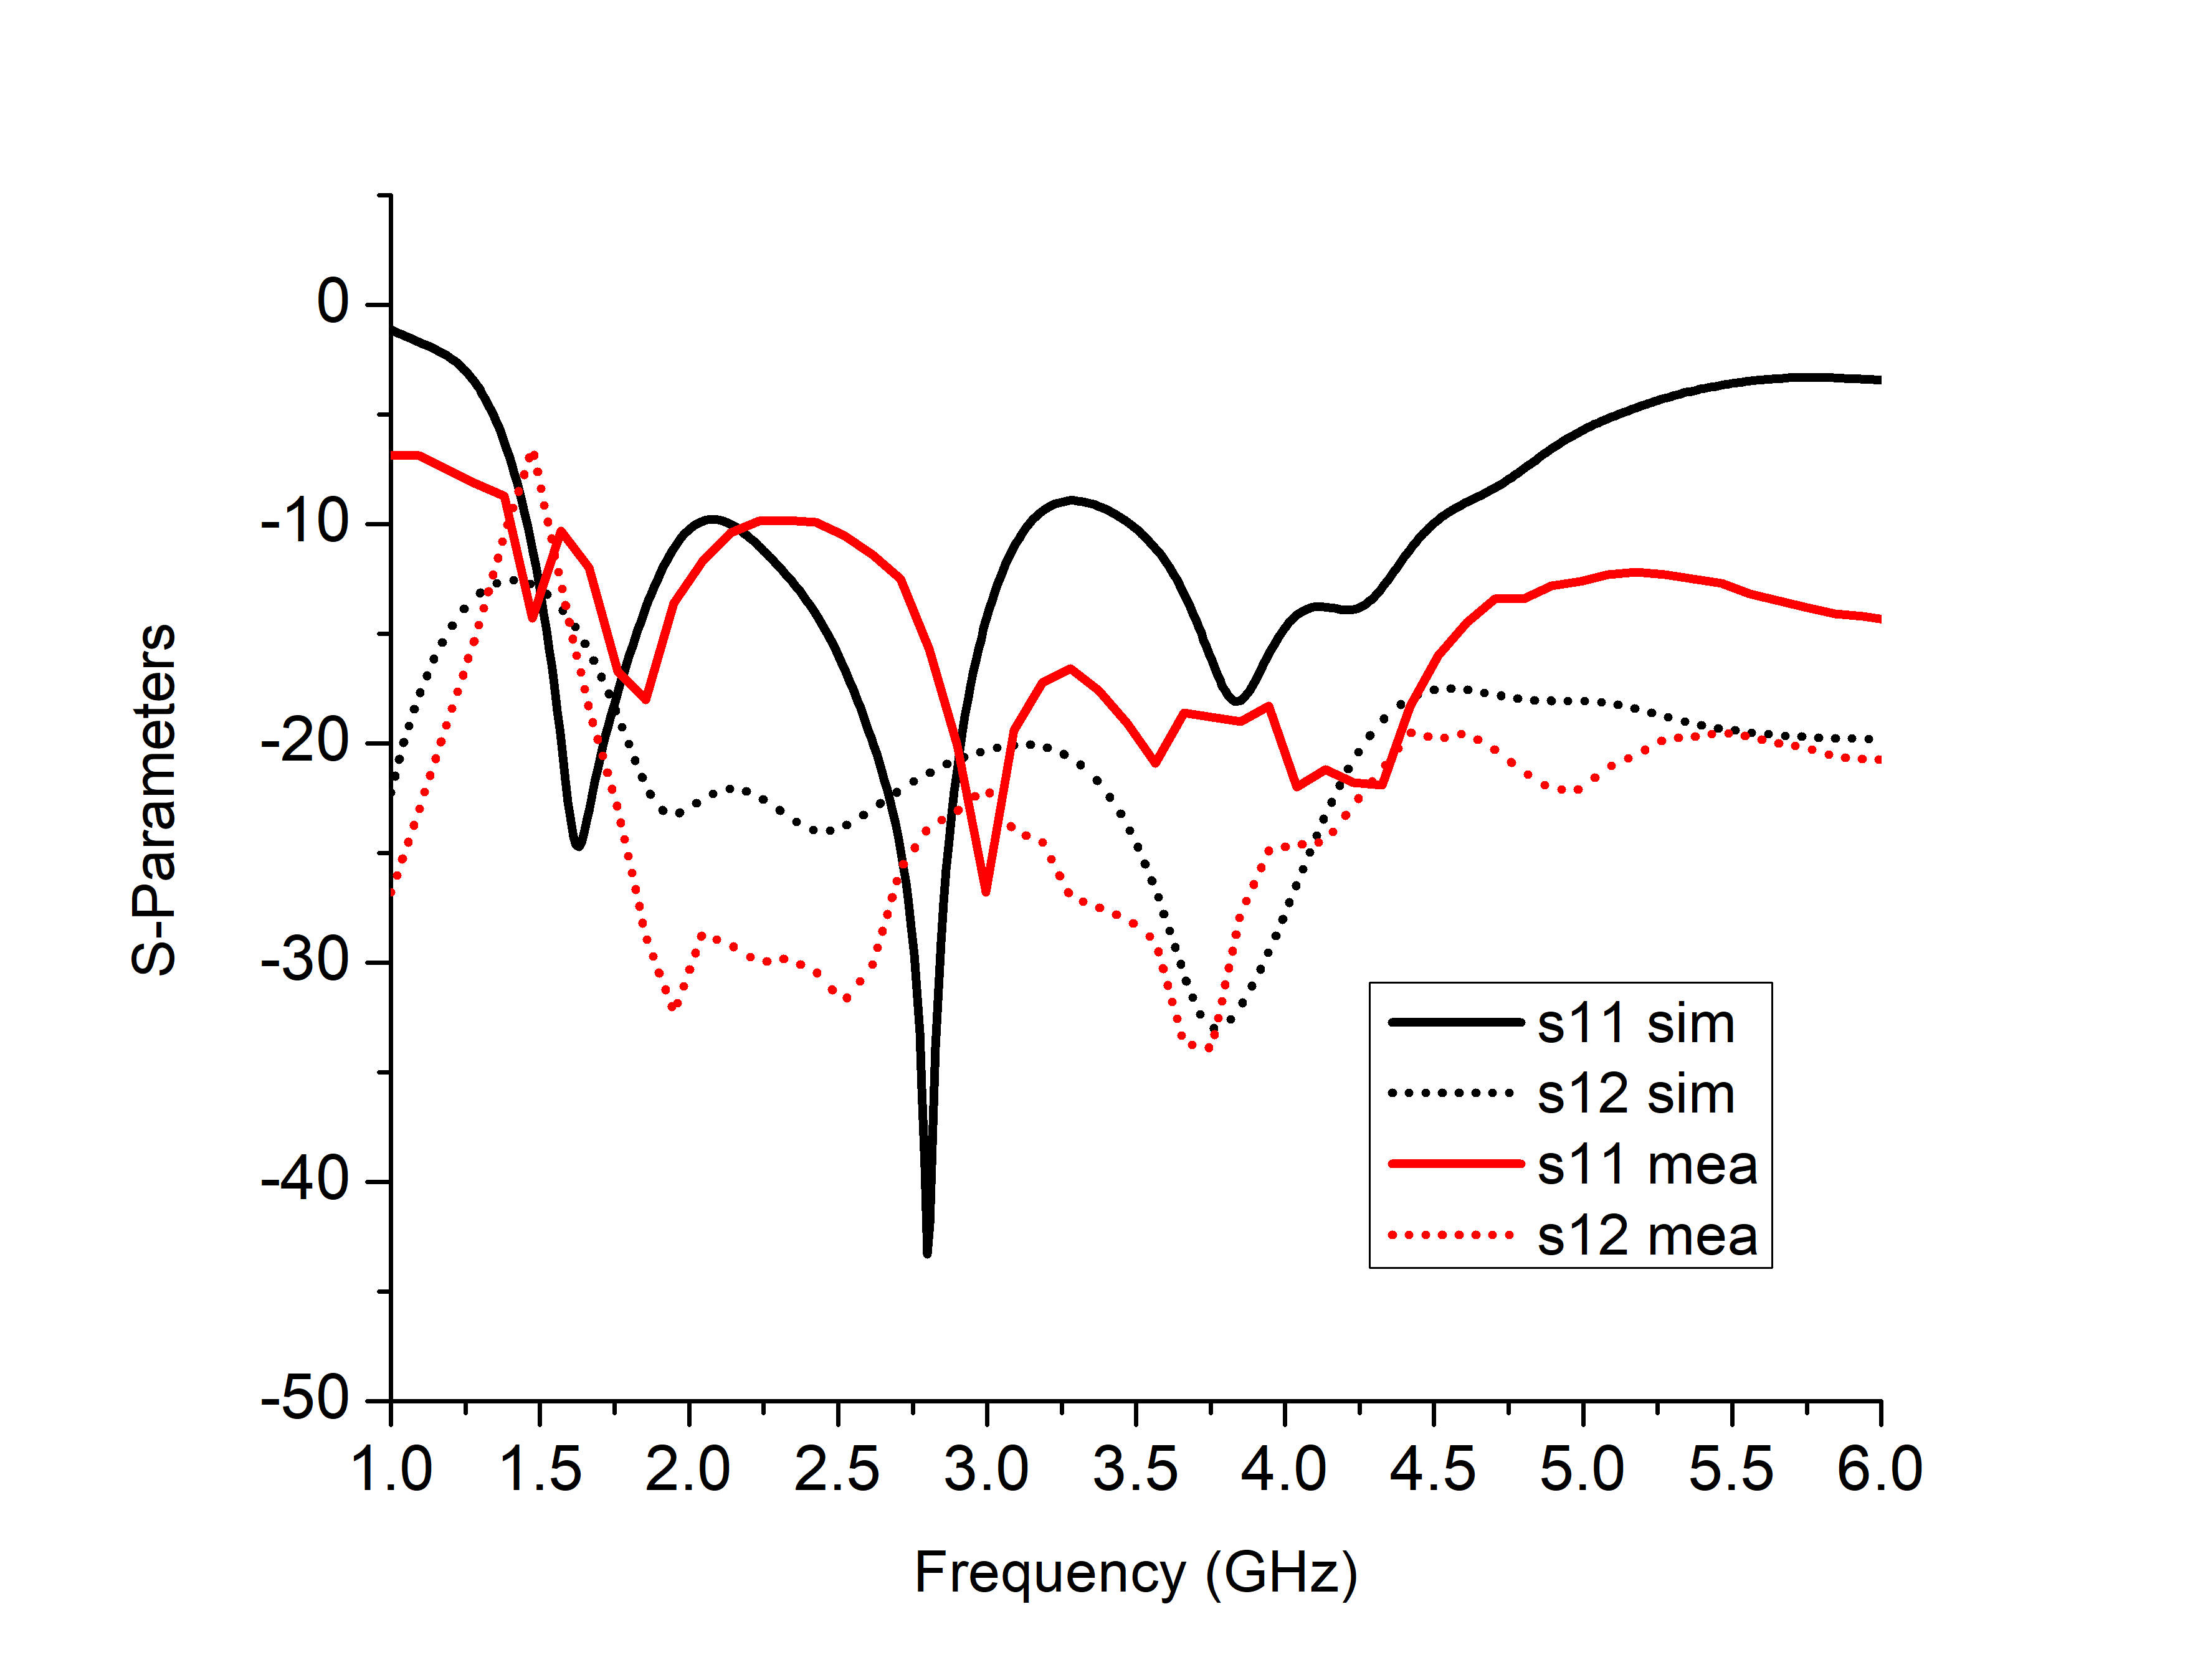 0
-10
-20
-30
-40
-50
S-Parameters
1.0 1.5 2.0 2.5 3.0 3.5 4.0 4.5 5.0 5.5 6.0
Frequency (GHz)
s11 sim
s12 sim
s11 mea
s12 mea